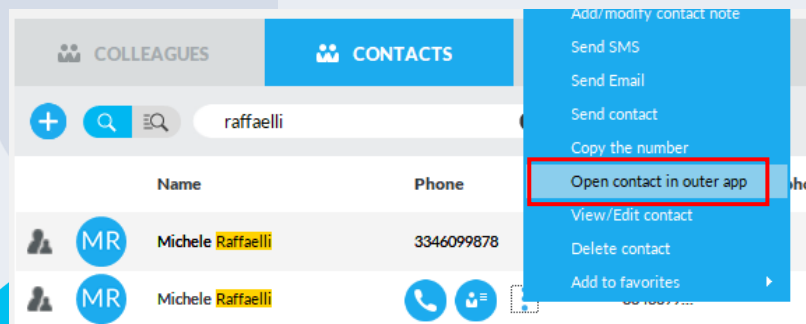 COLLEAGUES
CONTACTS
raffaelli
Name
Phone
MR
Michele Raffaelli
3346099878
MR
Michele Raffaelli
Add/modify contact note
Send SMS
Send Email
Send contact
Copy the number
Open contact in outer app
View/Edit contact
Delete contact
Add to favorites